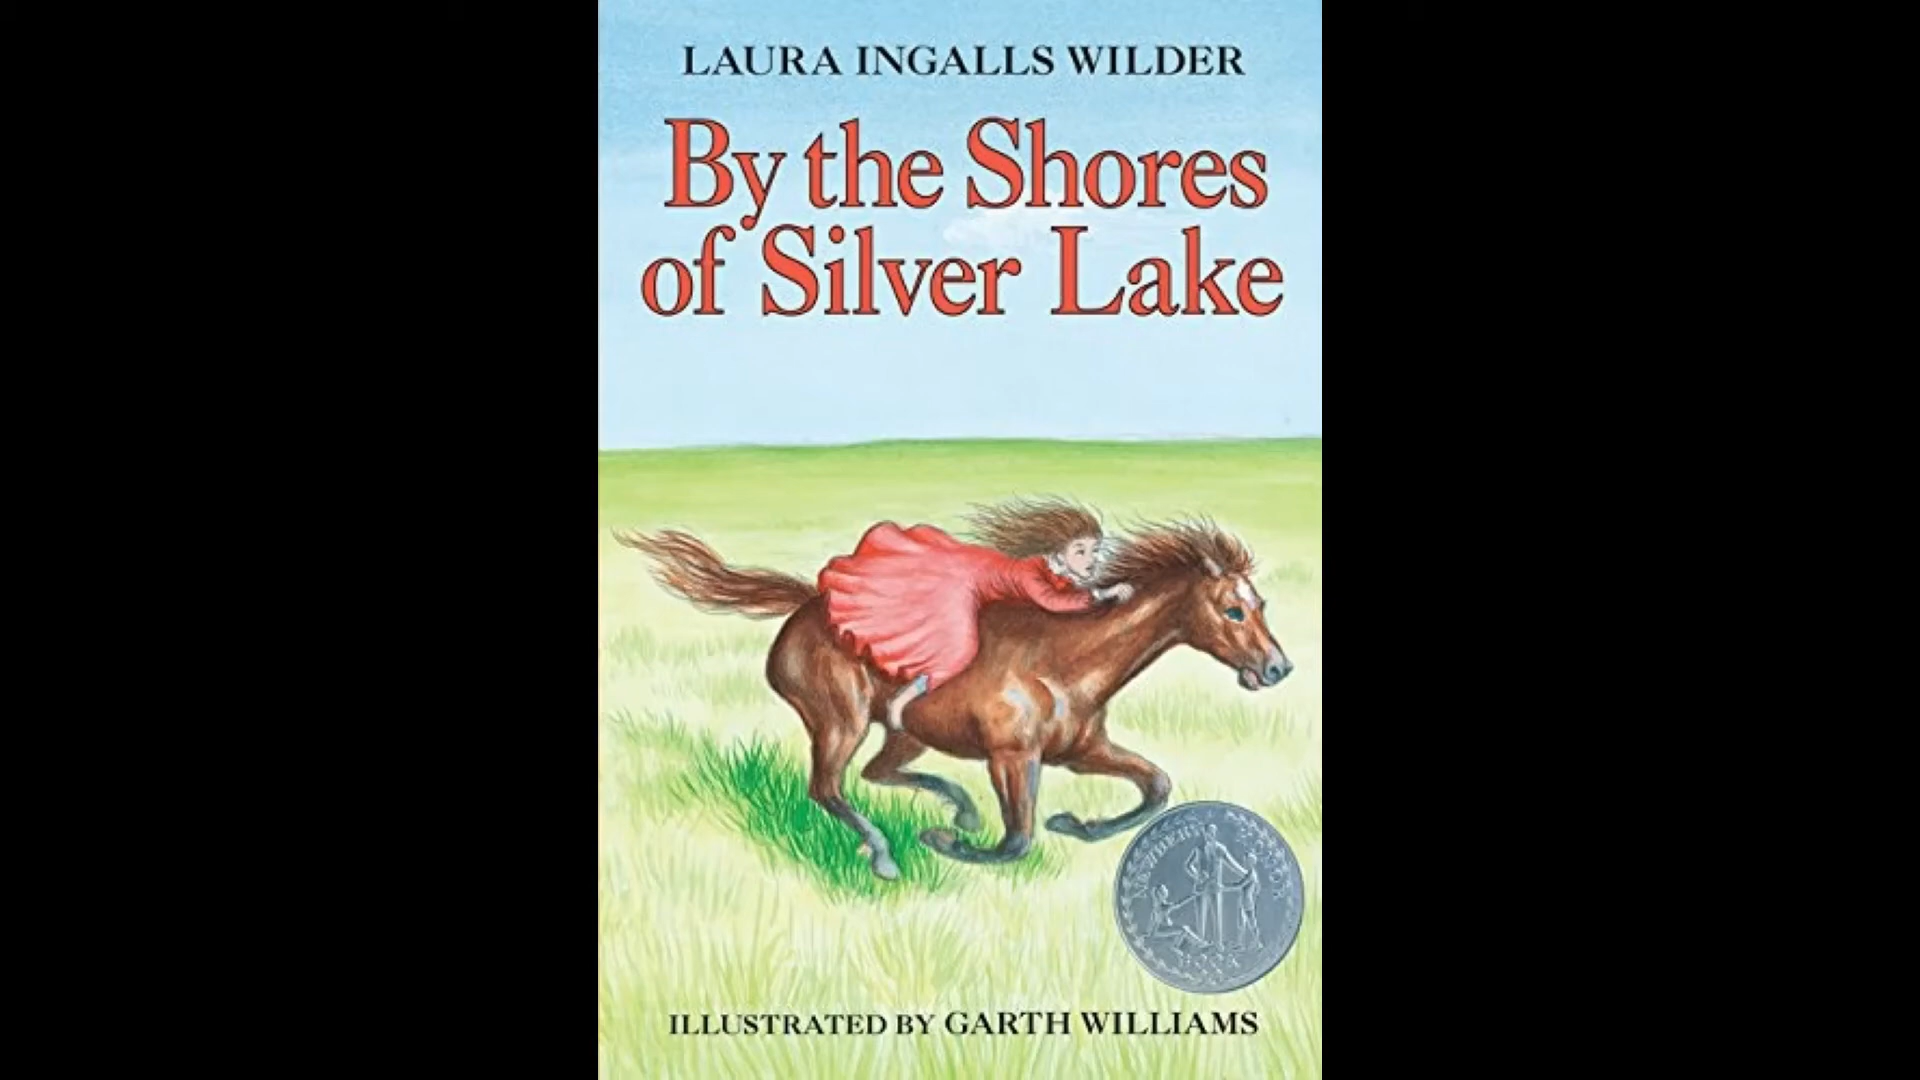 LAURA INGALLS WILDER
By the Shores
of Silver Lake
ILLUSTRATED BY GARTH WILLIAMS